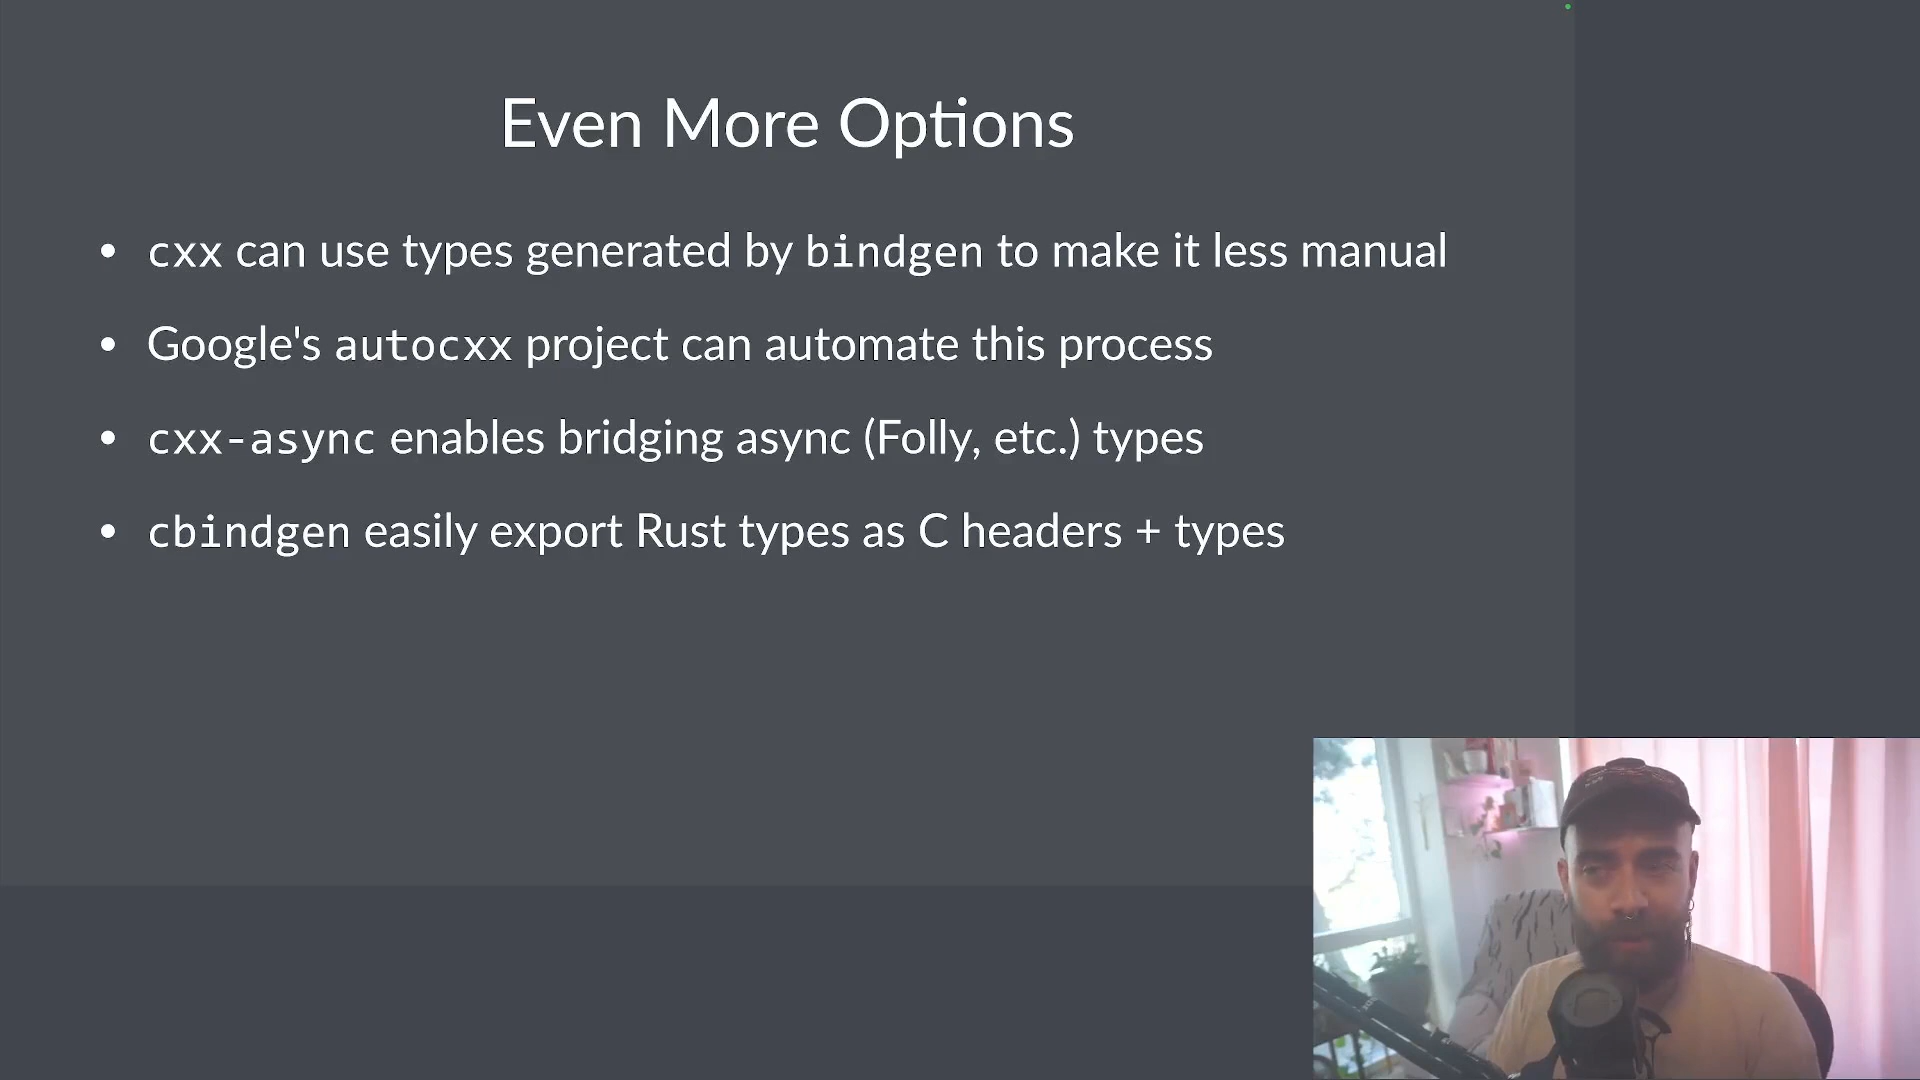 Even More Options
• cxx can use types generated by bindgen to make it less manual
• Google's autocxx project can automate this process
• cxx-async enables bridging async (Folly, etc.) types
• cbindgen easily export Rust types as C headers + types